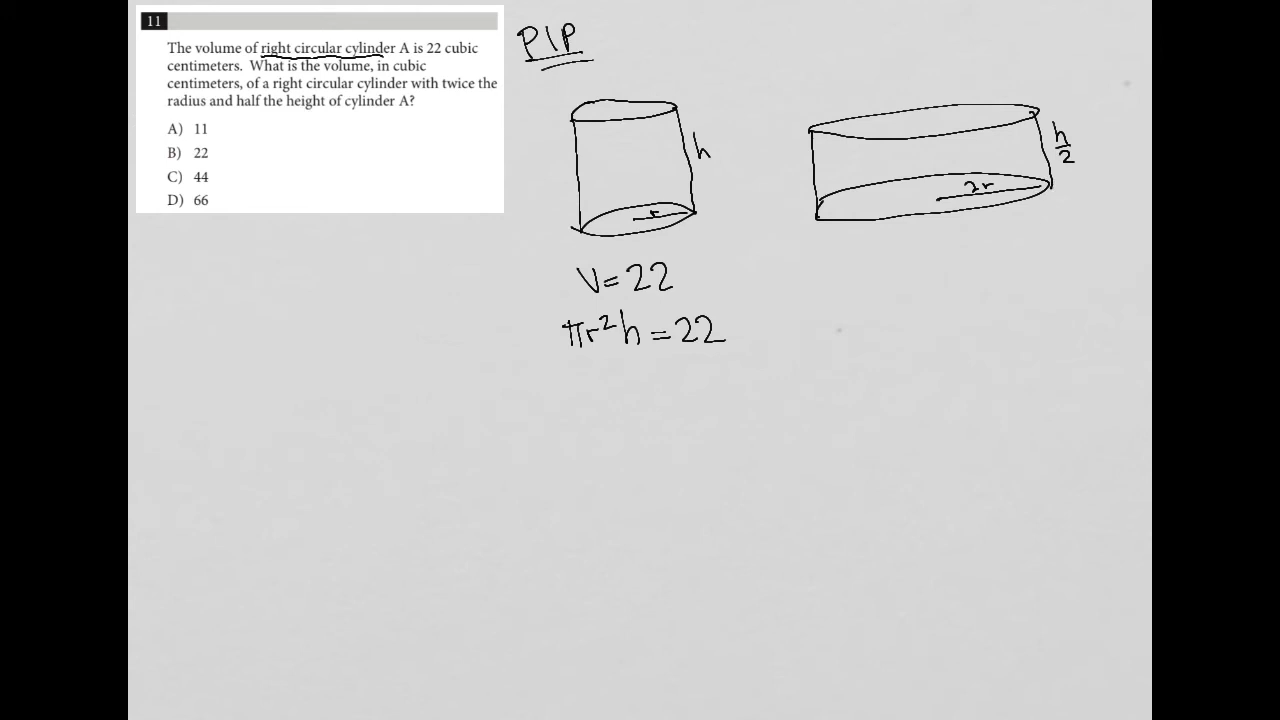 11
The volume of right circular cylinder A is 22 cubic
centimeters. What is the volume, in cubic
centimeters, of a right circular cylinder with twice the
radius and half the height of cylinder A?
A) 11
B) 22
C) 44
D) 66
PIP
h
r
h/2
2r
V=22
πr²h=22